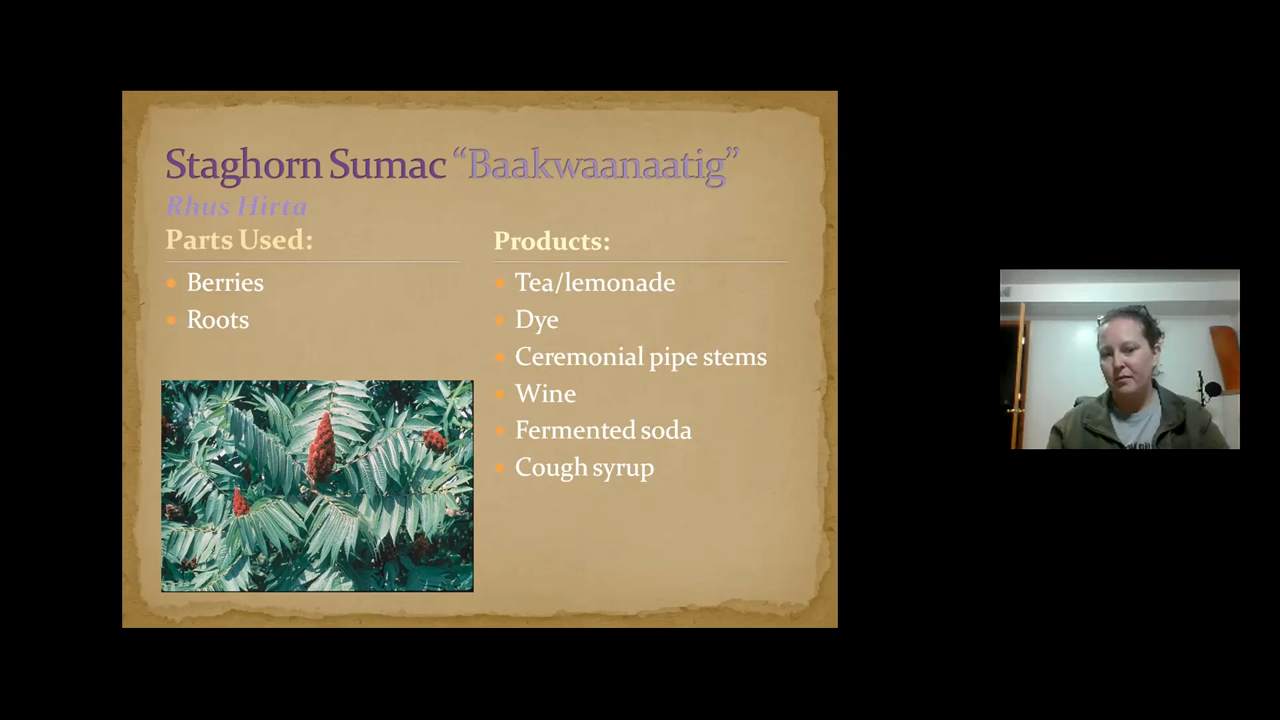 Staghorn Sumac “Baakwaanaatig”
Rhus Hirta
Parts Used:
Berries
Roots
Products:
Tea/lemonade
Dye
Ceremonial pipe stems
Wine
Fermented soda
Cough syrup